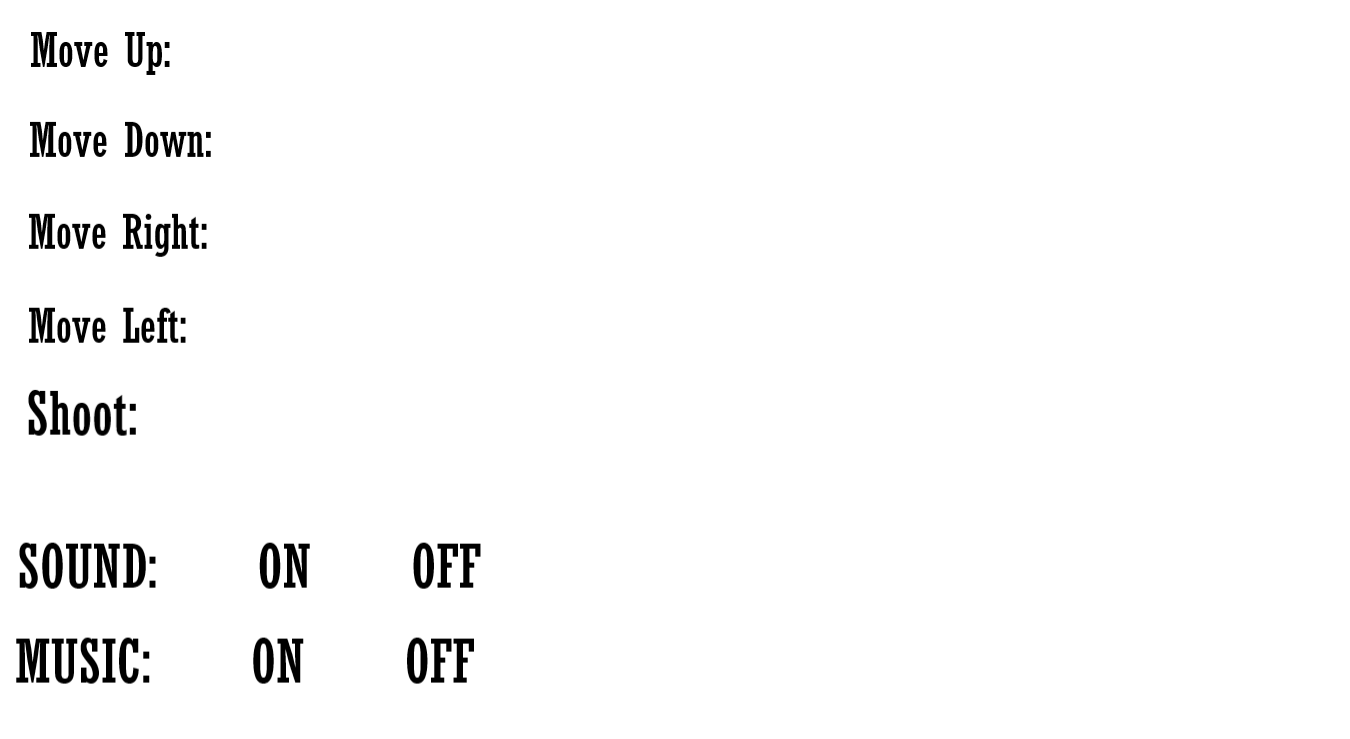 Move Up:
Move Down:
Move Right:
Move Left:
Shoot:
SOUND: ON OFF
MUSIC: ON OFF